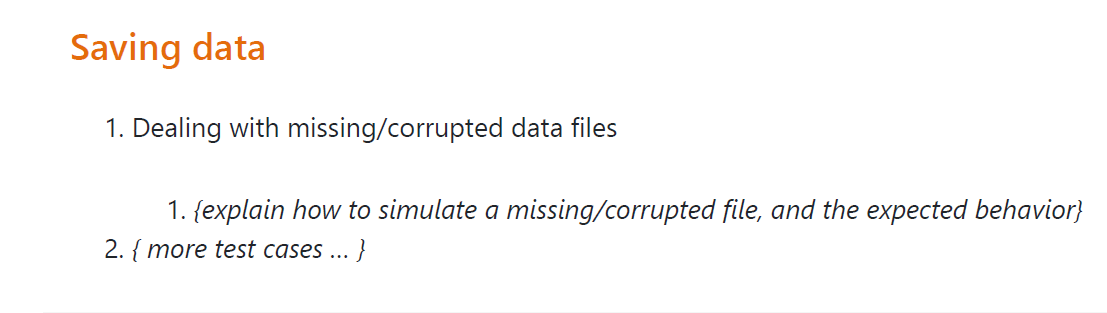 Saving data
1. Dealing with missing/corrupted data files
1. {explain how to simulate a missing/corrupted file, and the expected behavior}
2. { more test cases … }